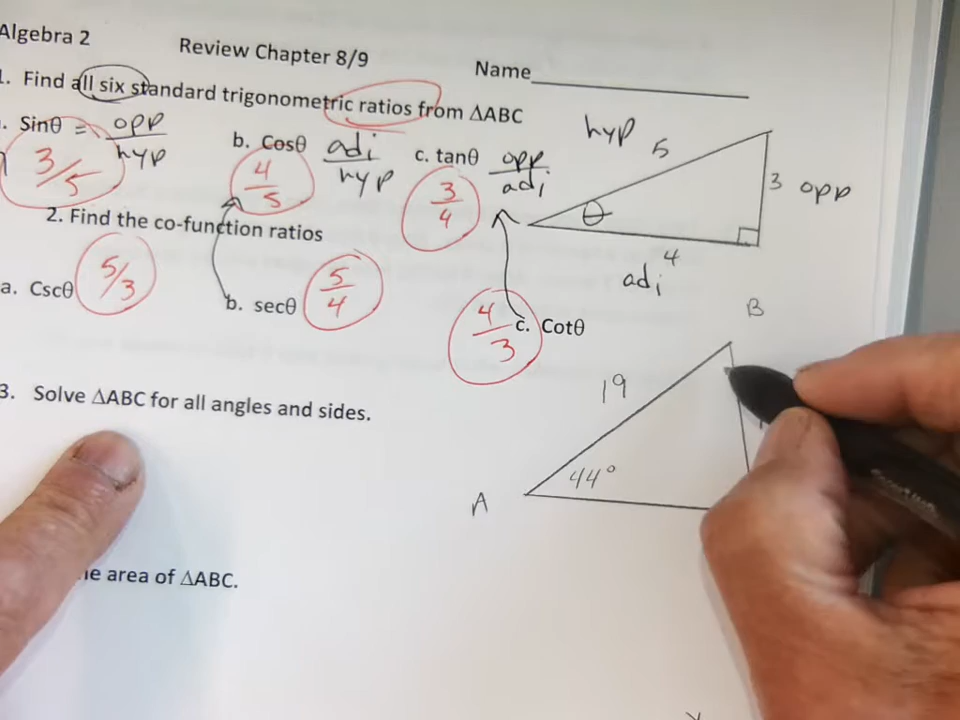 Algebra 2
Review Chapter 8/9
Name
1. Find all six standard trigonometric ratios from ΔABC
Sinθ = opp/hyp
3/5
b. Cosθ adj/hyp
4/5
c. tanθ opp/adj
3/4
hyp 5
3 opp
θ
4
adj
2. Find the co-function ratios
a. Cscθ 5/3
b. secθ 5/4
c. Cotθ
4/3
B
19
44°
A
3. Solve ΔABC for all angles and sides.
area of ΔABC.